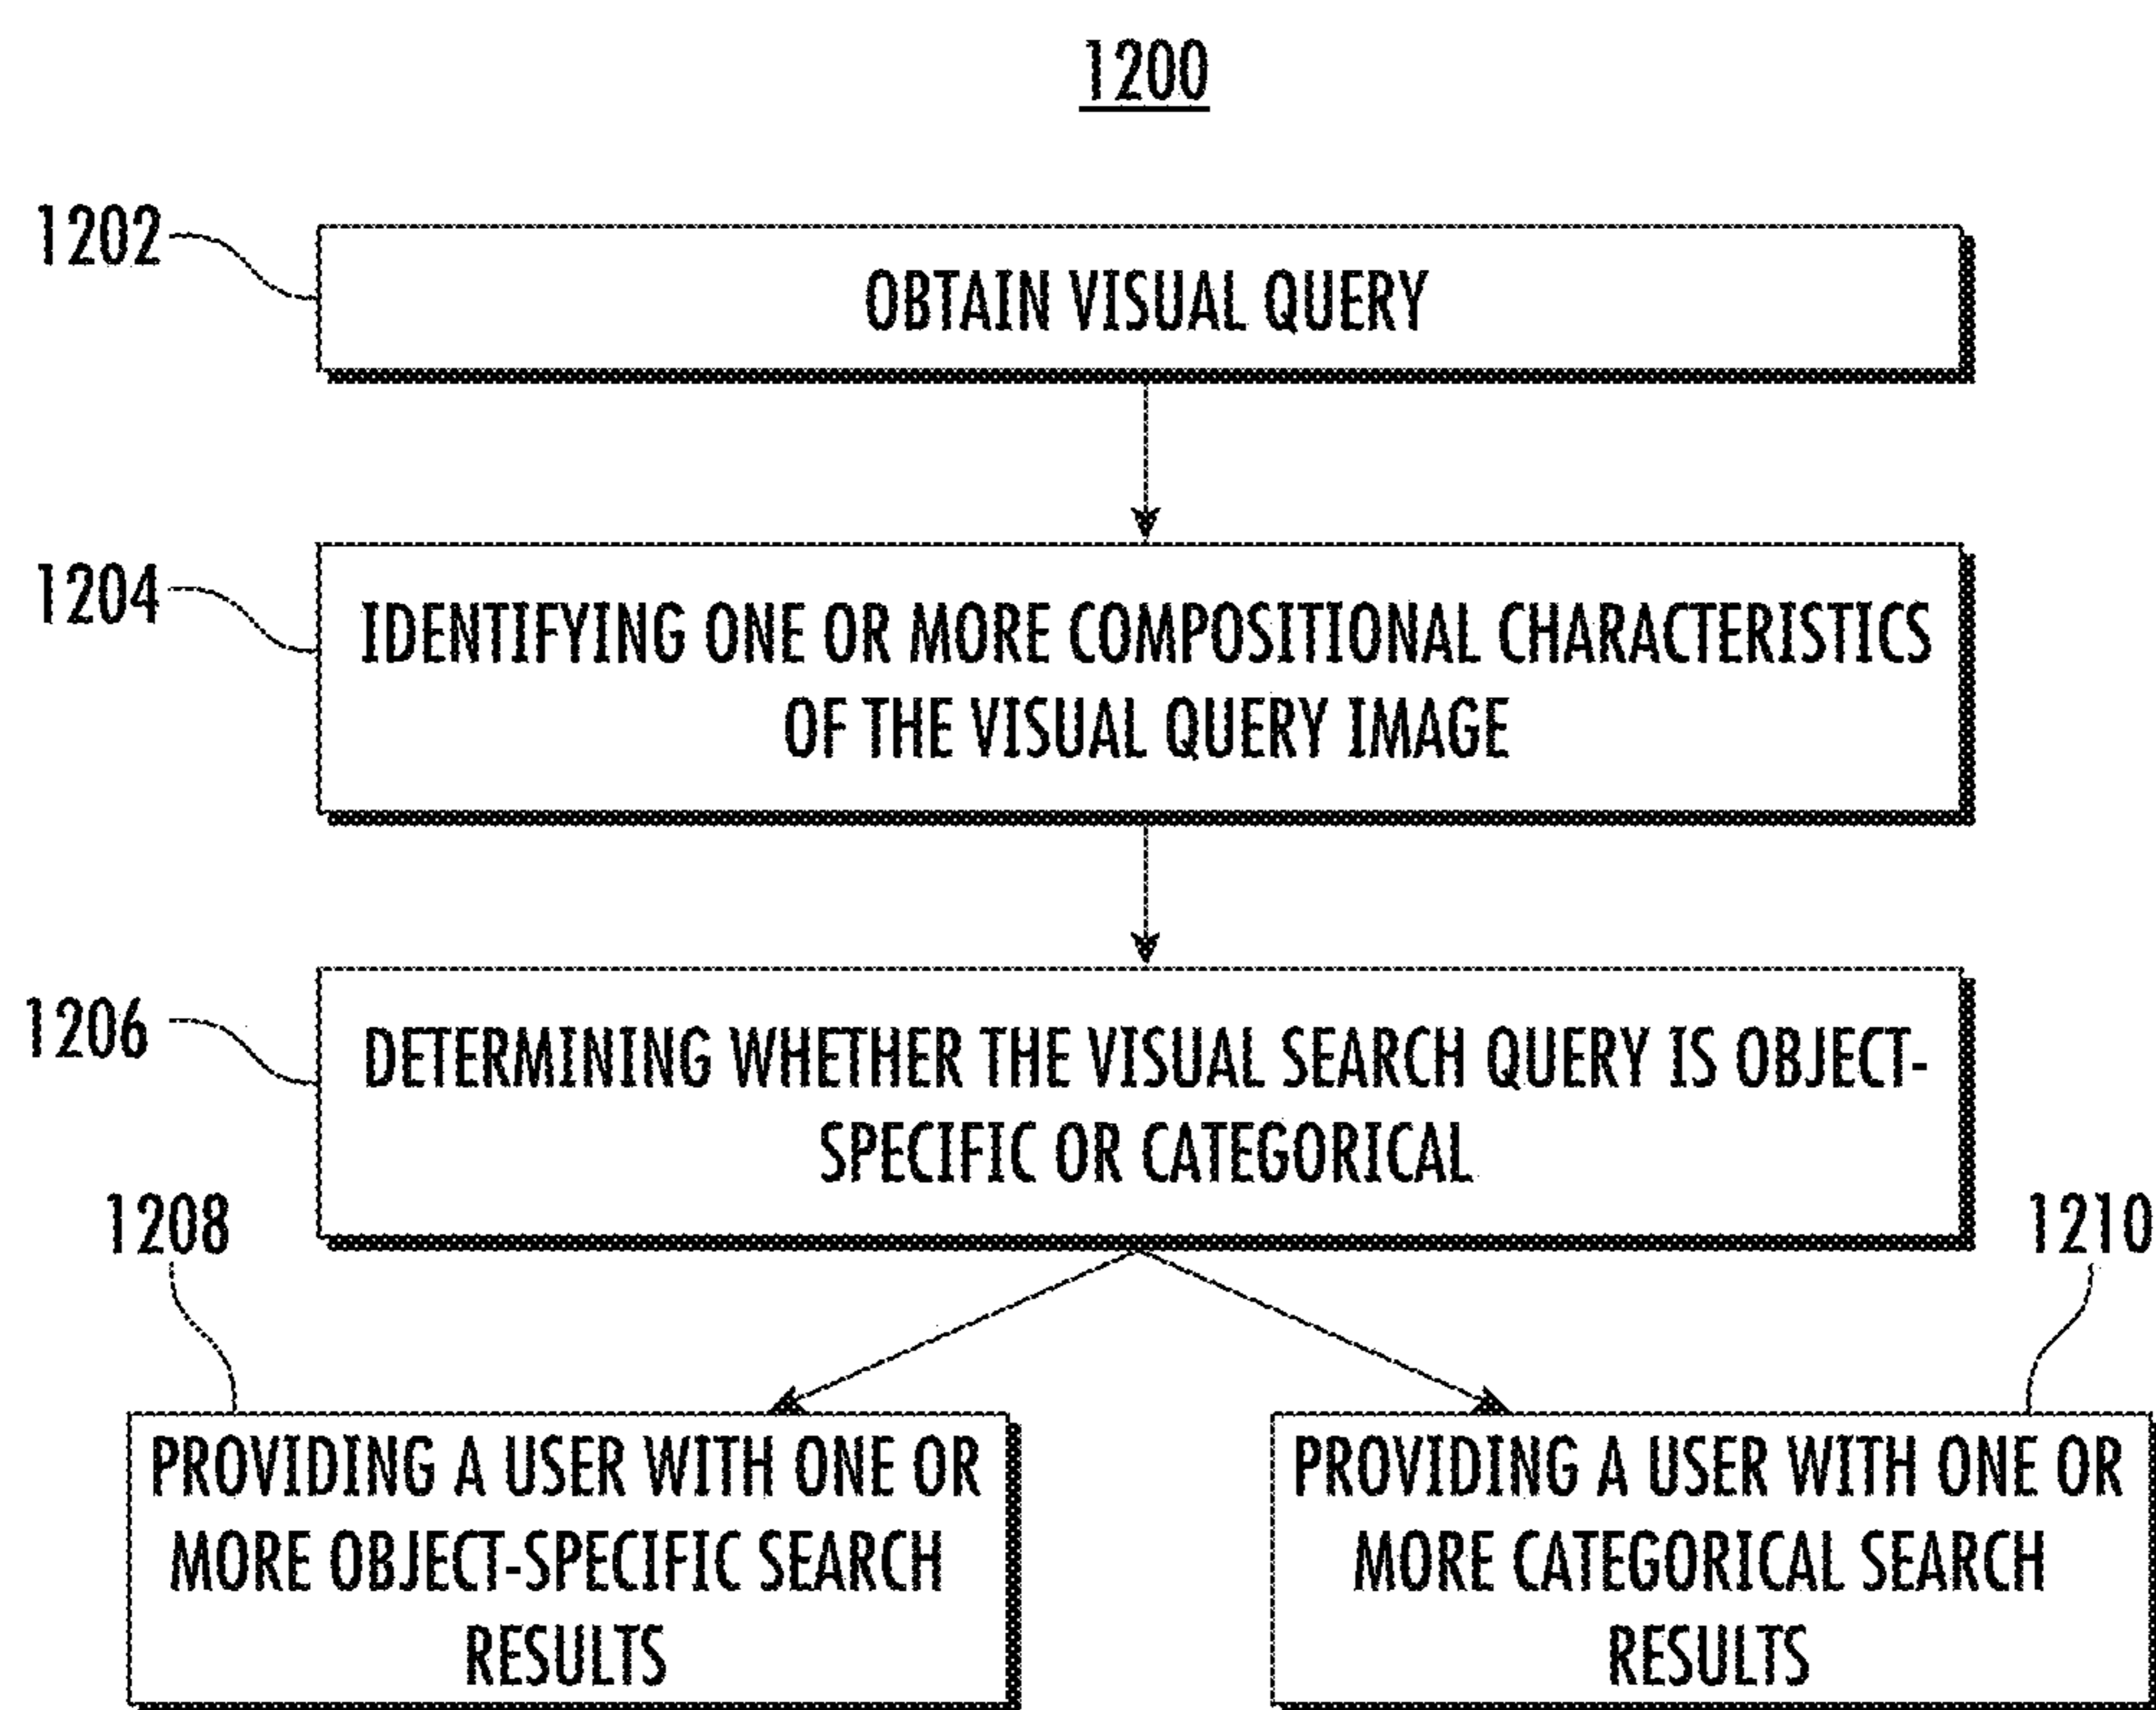 1200
1202
OBTAIN VISUAL QUERY
1204
IDENTIFYING ONE OR MORE COMPOSITIONAL CHARACTERISTICS
OF THE VISUAL QUERY IMAGE
1206
DETERMINING WHETHER THE VISUAL SEARCH QUERY IS OBJECT-
SPECIFIC OR CATEGORICAL
1208
PROVIDING A USER WITH ONE OR
MORE OBJECT-SPECIFIC SEARCH
RESULTS
1210
PROVIDING A USER WITH ONE OR
MORE CATEGORICAL SEARCH
RESULTS